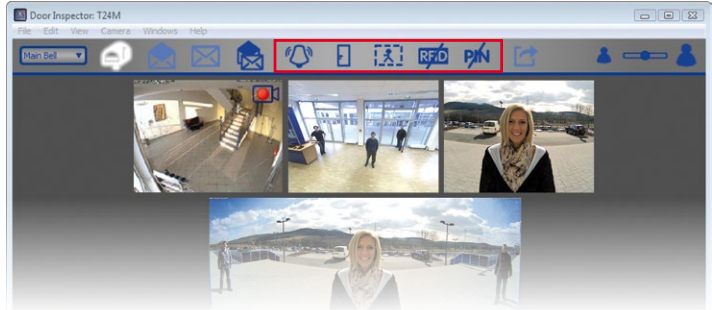 Door Inspector: T24M
File Edit View Camera Windows Help
Main Bell
RFiD PiN